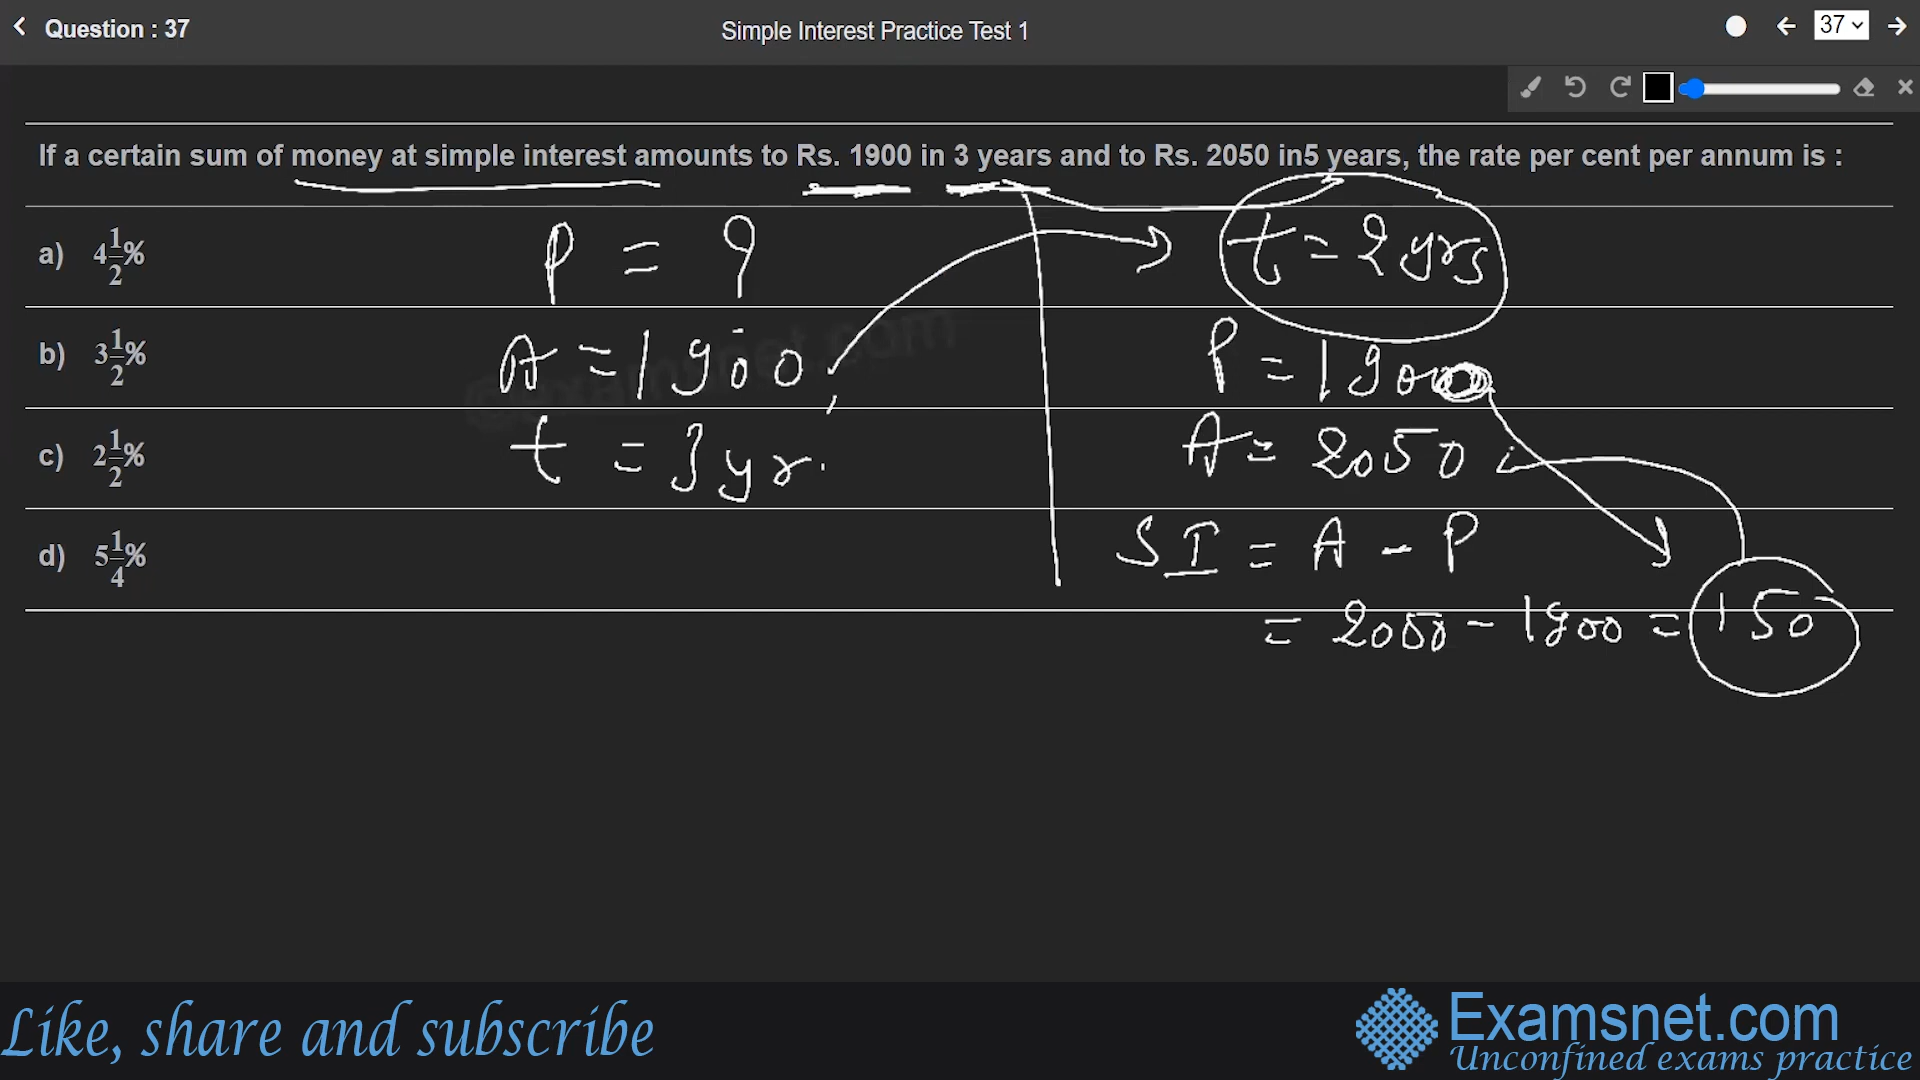 Question : 37
Simple Interest Practice Test 1
37
If a certain sum of money at simple interest amounts to Rs. 1900 in 3 years and to Rs. 2050 in5 years, the rate per cent per annum is :
a) 4 1/2%
b) 3 1/2%
c) 2 1/2%
d) 5 1/4%
P = ?
A = 1900
t = 3 yr.
t = 2 yrs
P = 1900
A = 2050
SI = A - P
= 2050 - 1900 = 150
©examsnet.com
Like, share and subscribe
Examsnet.com
Unconfined exams practice